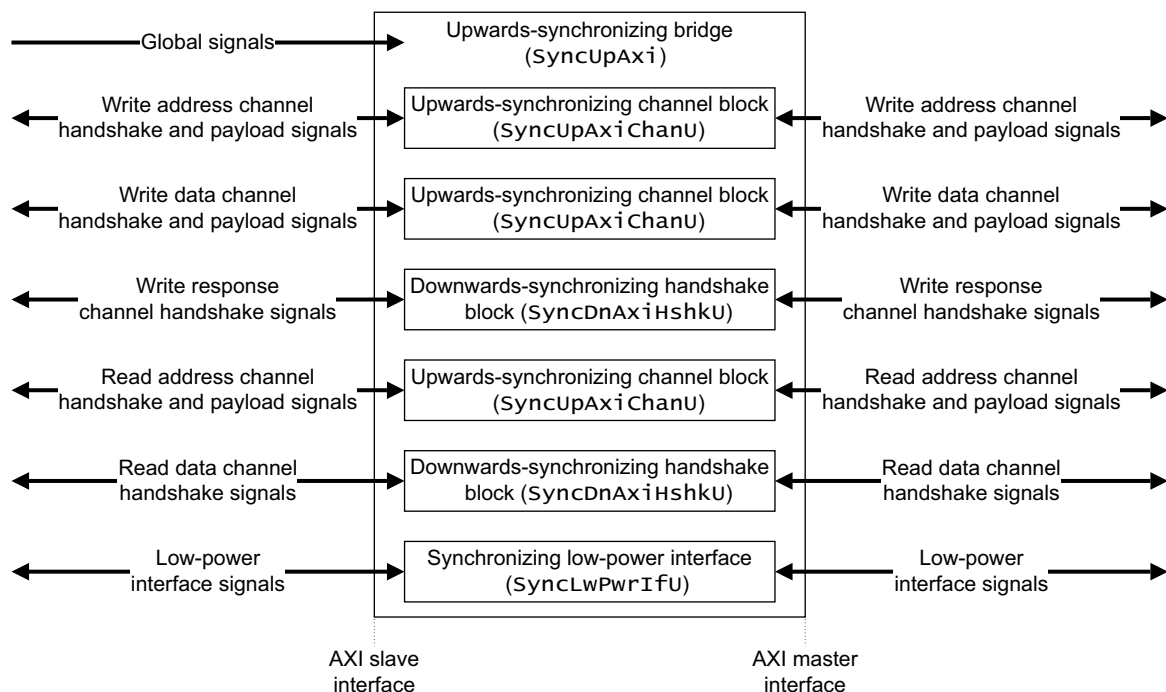 Global signals
Upwards-synchronizing bridge
(SyncUpAxi)
Write address channel
handshake and payload signals
Upwards-synchronizing channel block
(SyncUpAxiChanU)
Write address channel
handshake and payload signals
Write data channel
handshake and payload signals
Upwards-synchronizing channel block
(SyncUpAxiChanU)
Write data channel
handshake and payload signals
Write response
channel handshake signals
Downwards-synchronizing handshake
block (SyncDnAxiHshkU)
Write response
channel handshake signals
Read address channel
handshake and payload signals
Upwards-synchronizing channel block
(SyncUpAxiChanU)
Read address channel
handshake and payload signals
Read data channel
handshake signals
Downwards-synchronizing handshake
block (SyncDnAxiHshkU)
Read data channel
handshake signals
Low-power
interface signals
Synchronizing low-power interface
(SyncLwPwrIfU)
Low-power
interface signals
AXI slave
interface
AXI master
interface